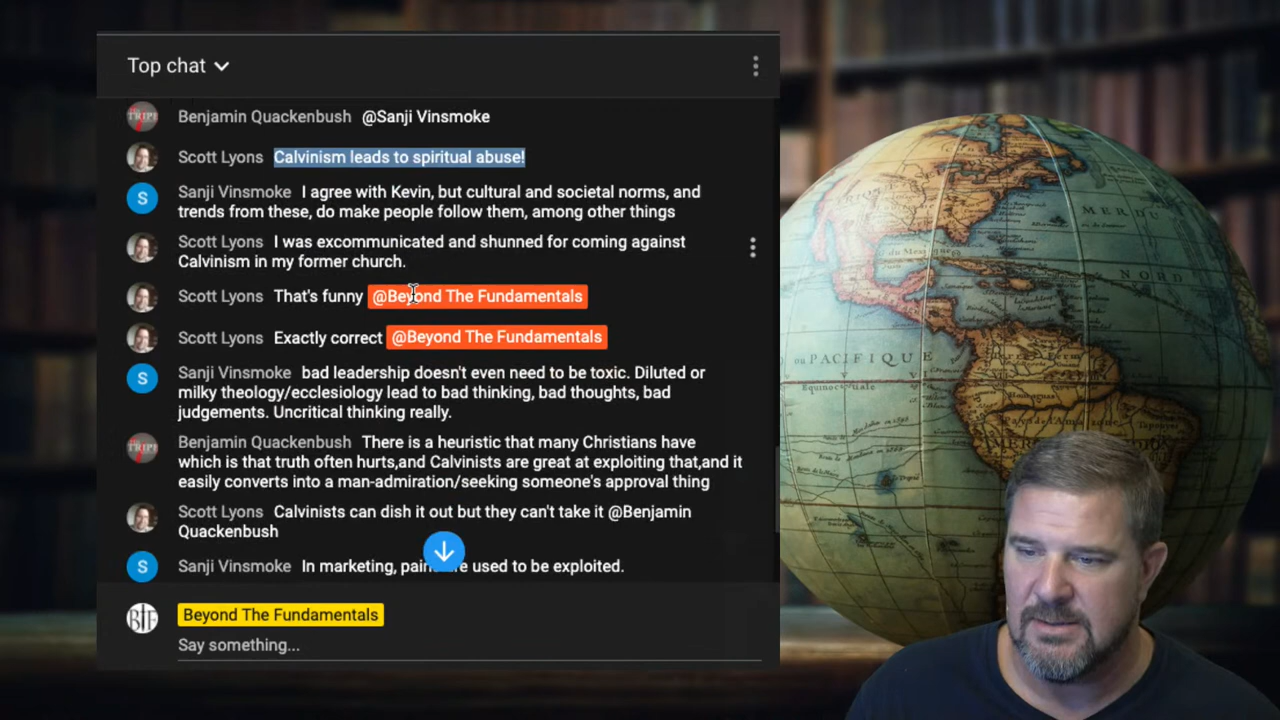 Top chat
Benjamin Quackenbush @Sanji Vinsmoke
Scott Lyons Calvinism leads to spiritual abuse!
S
Sanji Vinsmoke I agree with Kevin, but cultural and societal norms, and
trends from these, do make people follow them, among other things
Scott Lyons I was excommunicated and shunned for coming against
Calvinism in my former church.
Scott Lyons That's funny @Beyond The Fundamentals
Scott Lyons Exactly correct @Beyond The Fundamentals
S
Sanji Vinsmoke bad leadership doesn't even need to be toxic. Diluted or
milky theology/ecclesiology lead to bad thinking, bad thoughts, bad
judgements. Uncritical thinking really.
Benjamin Quackenbush There is a heuristic that many Christians have
which is that truth often hurts,and Calvinists are great at exploiting that,and it
easily converts into a man-admiration/seeking someone's approval thing
Scott Lyons Calvinists can dish it out but they can't take it @Benjamin
Quackenbush
S
Sanji Vinsmoke In marketing, used to be exploited.
BTF
Beyond The Fundamentals
Say something...
MER DU
NORD
PACIFIQUE